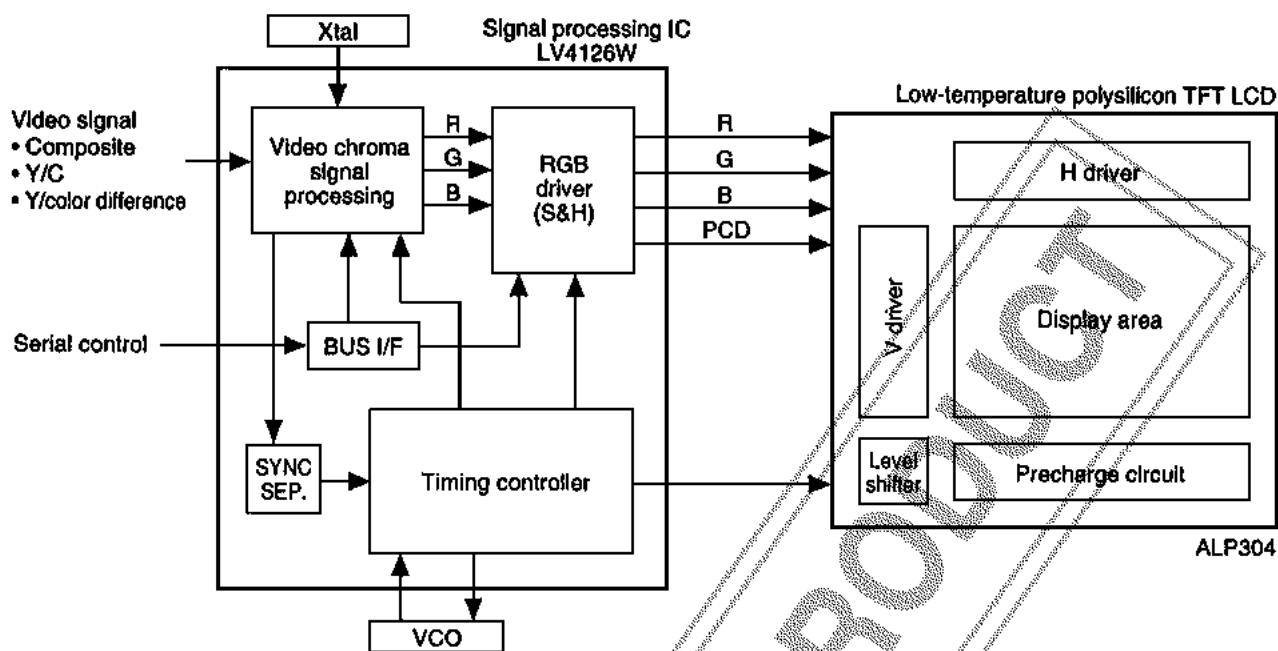 Xtal
Signal processing IC
LV4126W
Low-temperature polysilicon TFT LCD
Video signal
• Composite
• Y/C
• Y/color difference
Video chroma
signal
processing
R
G
B
RGB
driver
(S&H)
R
G
B
PCD
H driver
V driver
Display area
Serial control
BUS I/F
SYNC
SEP.
Timing controller
Level
shifter
Precharge circuit
ALP304
VCO
PRODUCT